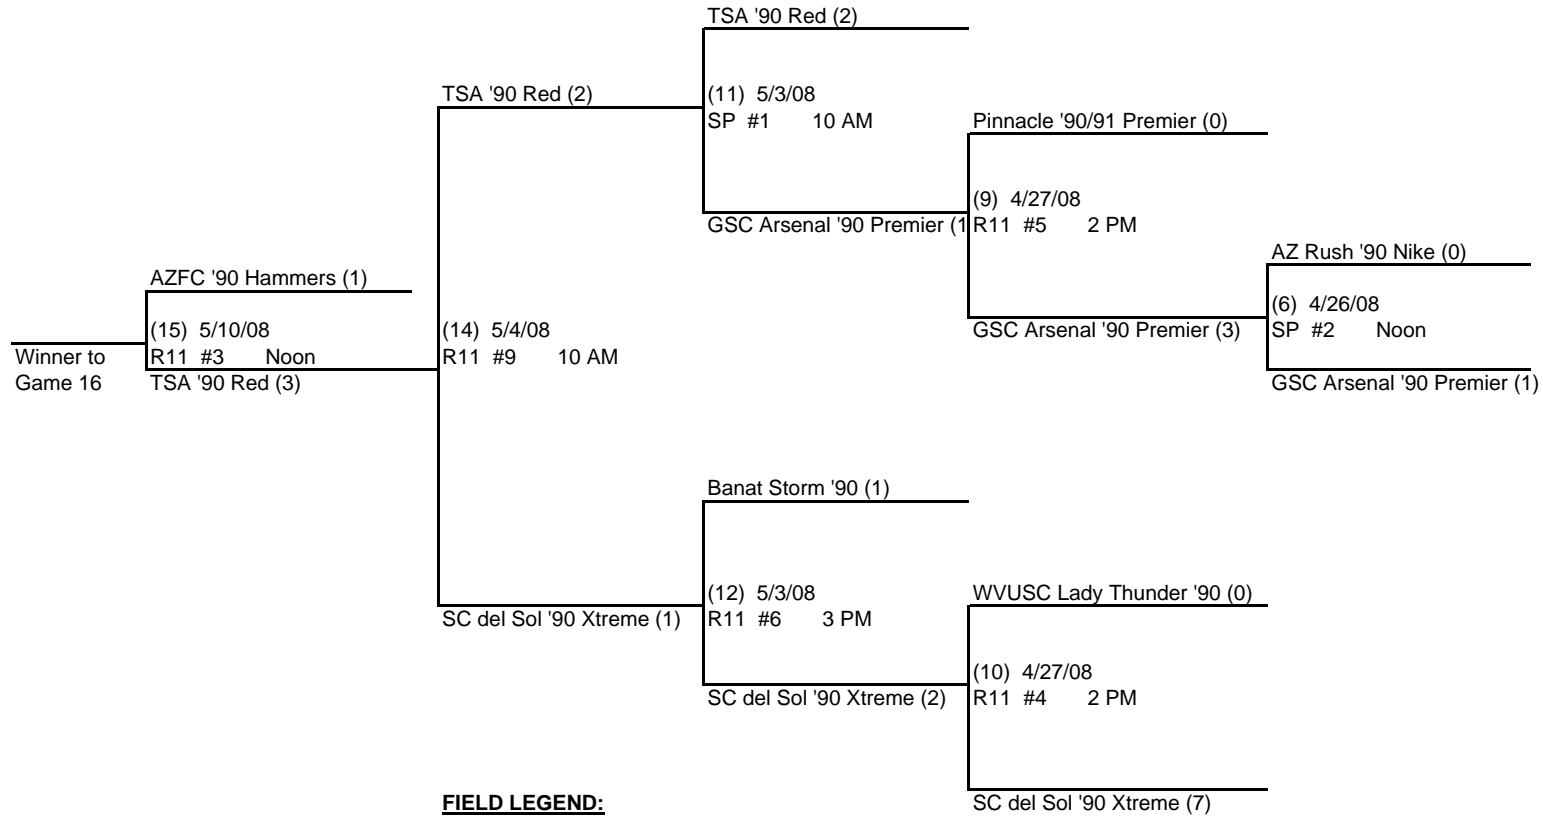 TSA '90 Red (2)
TSA '90 Red (2)
(11) 5/3/08
SP #1 10 AM
Pinnacle '90/91 Premier (0)
(9) 4/27/08
GSC Arsenal '90 Premier (1
R11 #5 2 PM
AZ Rush '90 Nike (0)
AZFC '90 Hammers (1)
(6) 4/26/08
SP #2 Noon
(15) 5/10/08
R11 #3 Noon
(14) 5/4/08
R11 #9 10 AM
GSC Arsenal '90 Premier (3)
Winner to
Game 16
TSA '90 Red (3)
GSC Arsenal '90 Premier (1)
Banat Storm '90 (1)
(12) 5/3/08
R11 #6 3 PM
WVUSC Lady Thunder '90 (0)
SC del Sol '90 Xtreme (1)
(10) 4/27/08
R11 #4 2 PM
SC del Sol '90 Xtreme (2)
FIELD LEGEND:
SC del Sol '90 Xtreme (7)